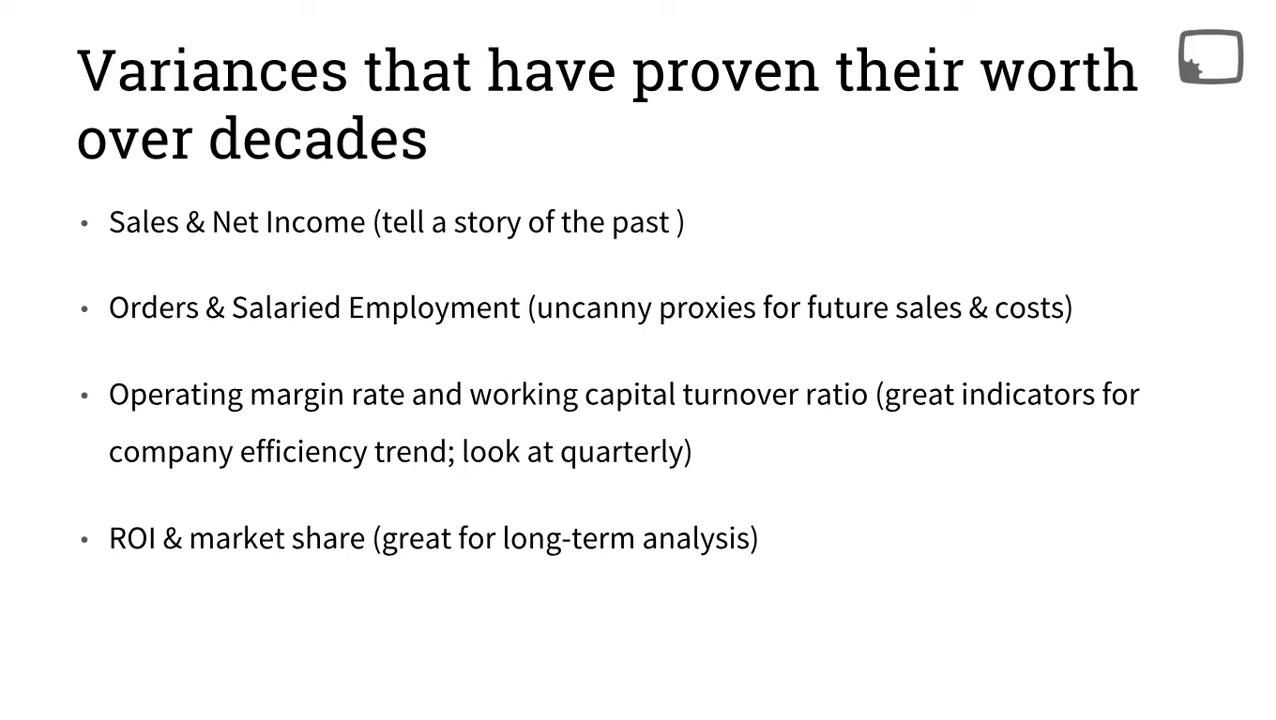 Variances that have proven their worth
over decades
• Sales & Net Income (tell a story of the past )
• Orders & Salaried Employment (uncanny proxies for future sales & costs)
• Operating margin rate and working capital turnover ratio (great indicators for
company efficiency trend; look at quarterly)
• ROI & market share (great for long-term analysis)